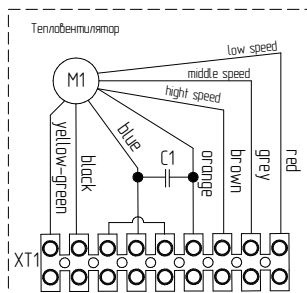 Тепловентилятор
low speed
M1
middle speed
hight speed
yellow-green
black
blue
C1
orange
brown
grey
red
XT1